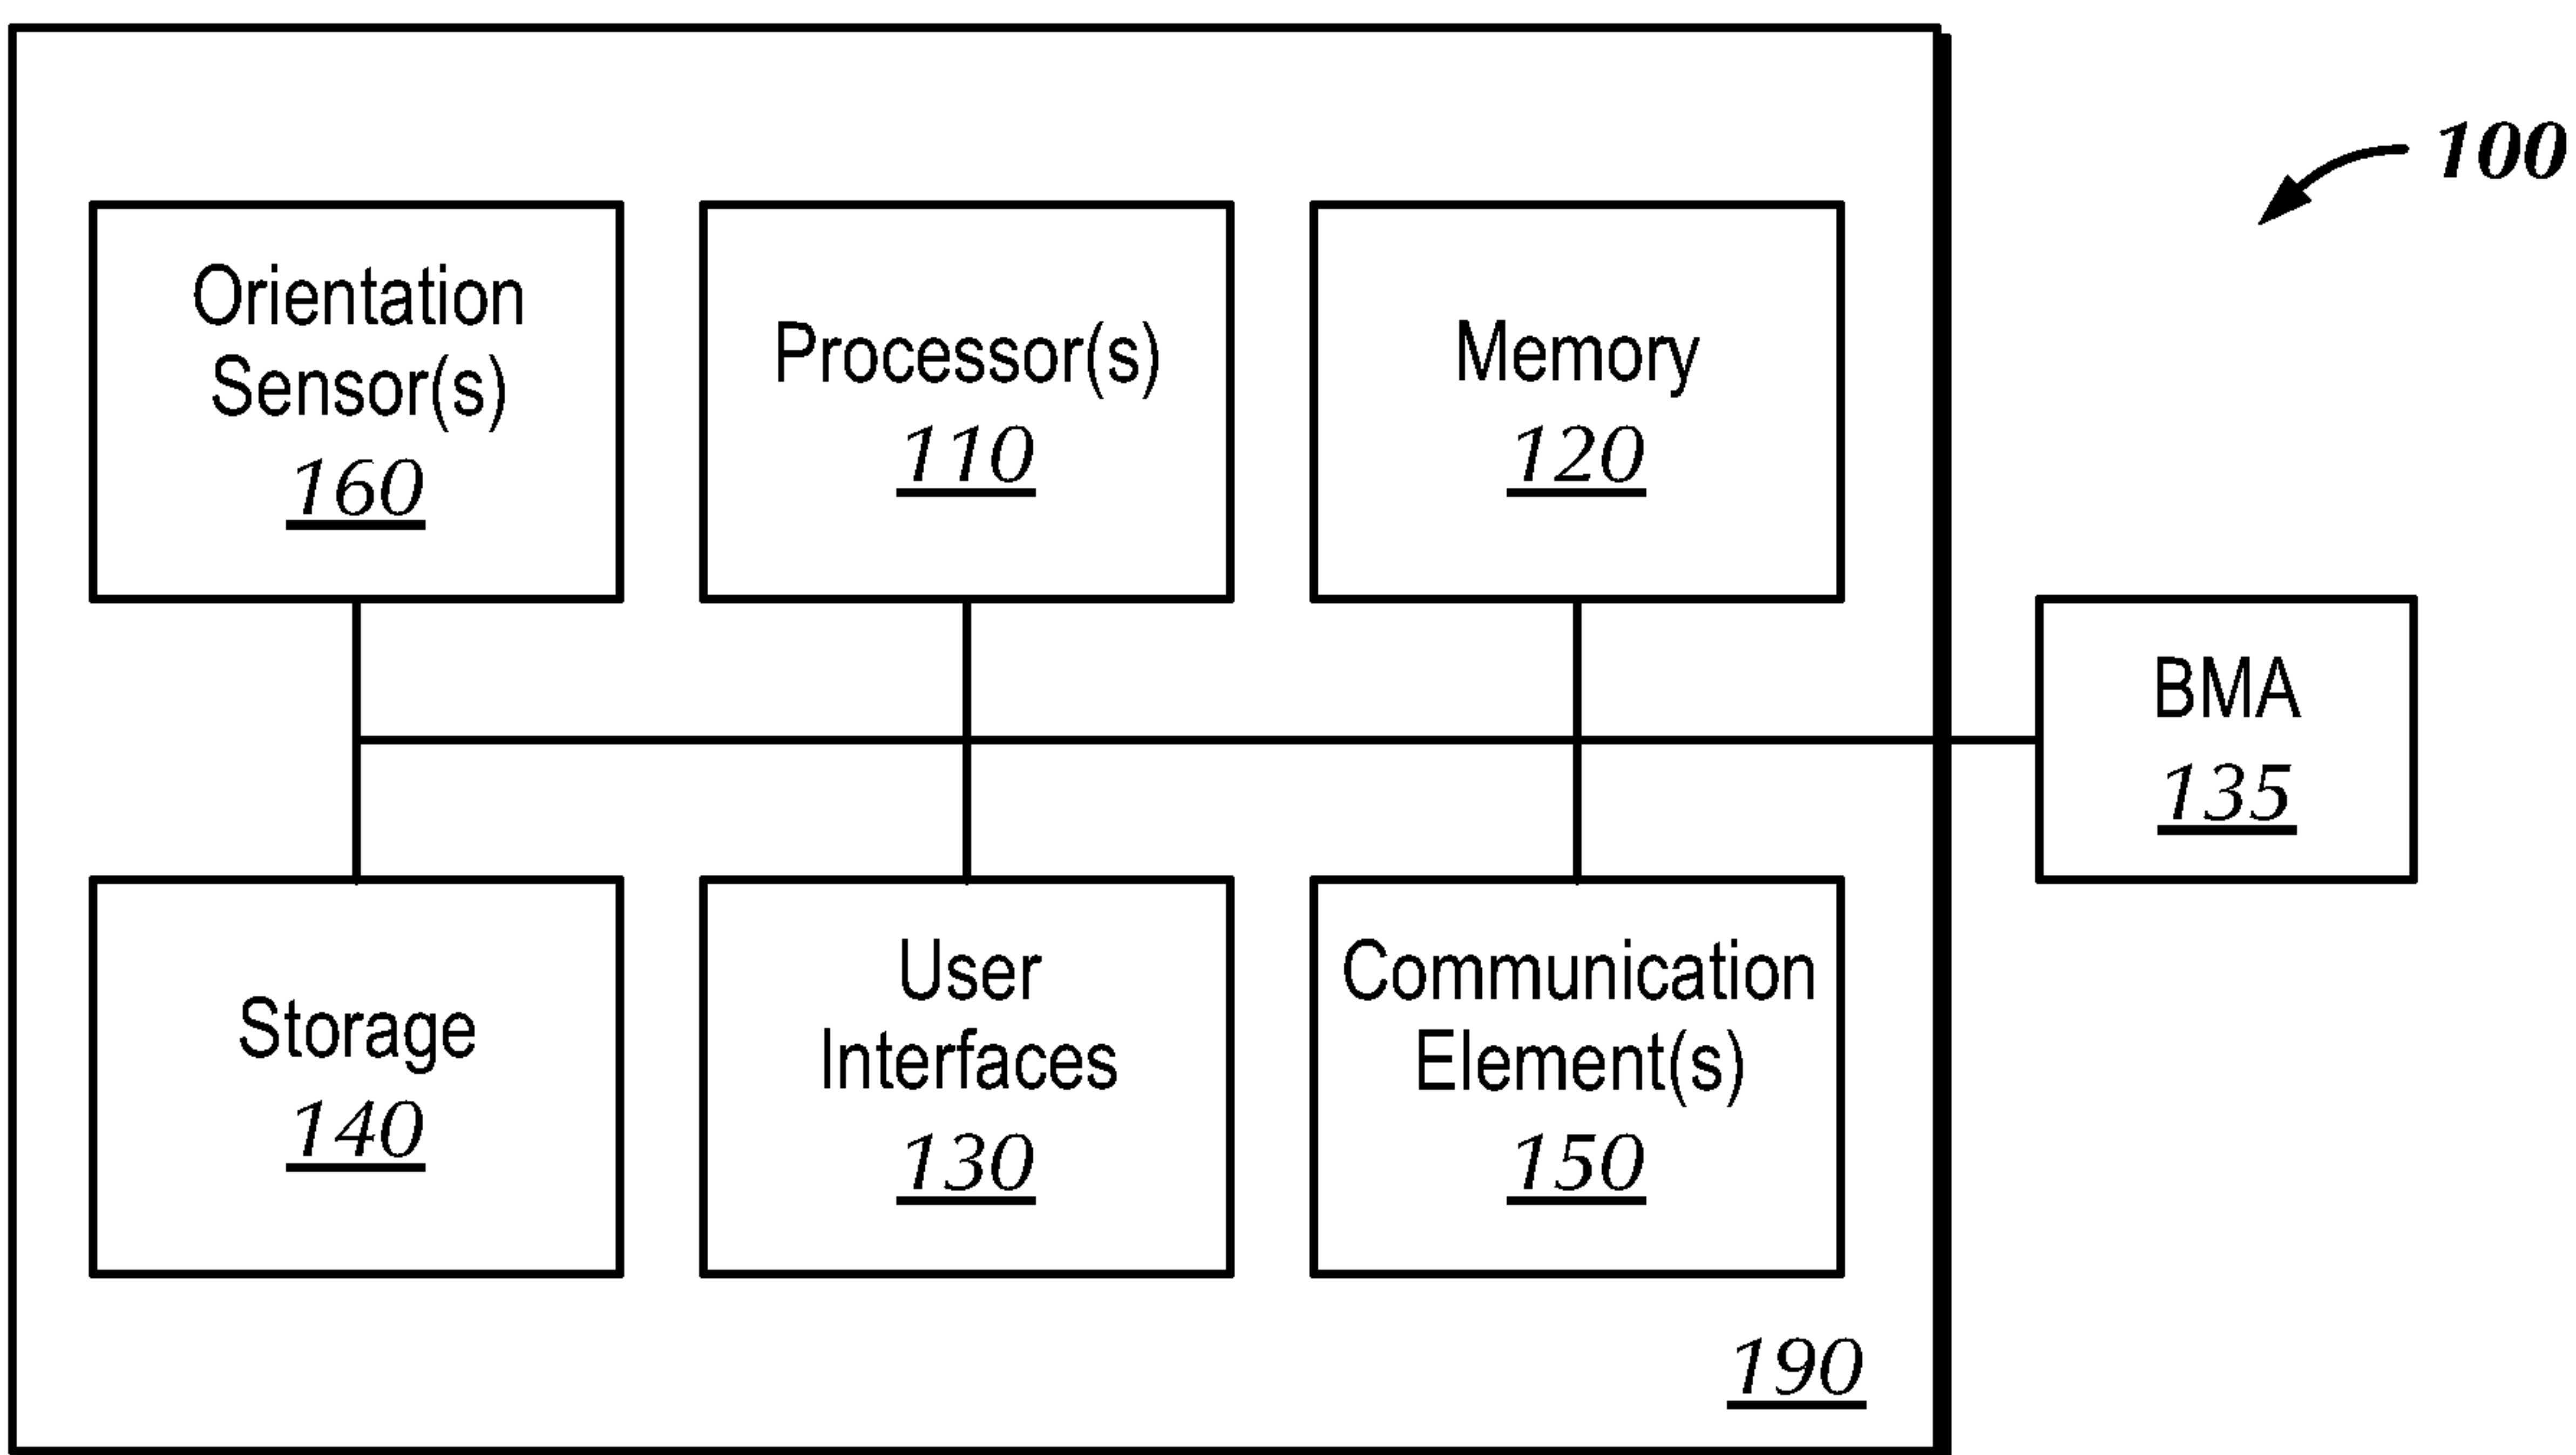 100
Orientation
Sensor(s)
160
Processor(s)
110
Memory
120
BMA
135
Storage
140
User
Interfaces
130
Communication
Element(s)
150
190